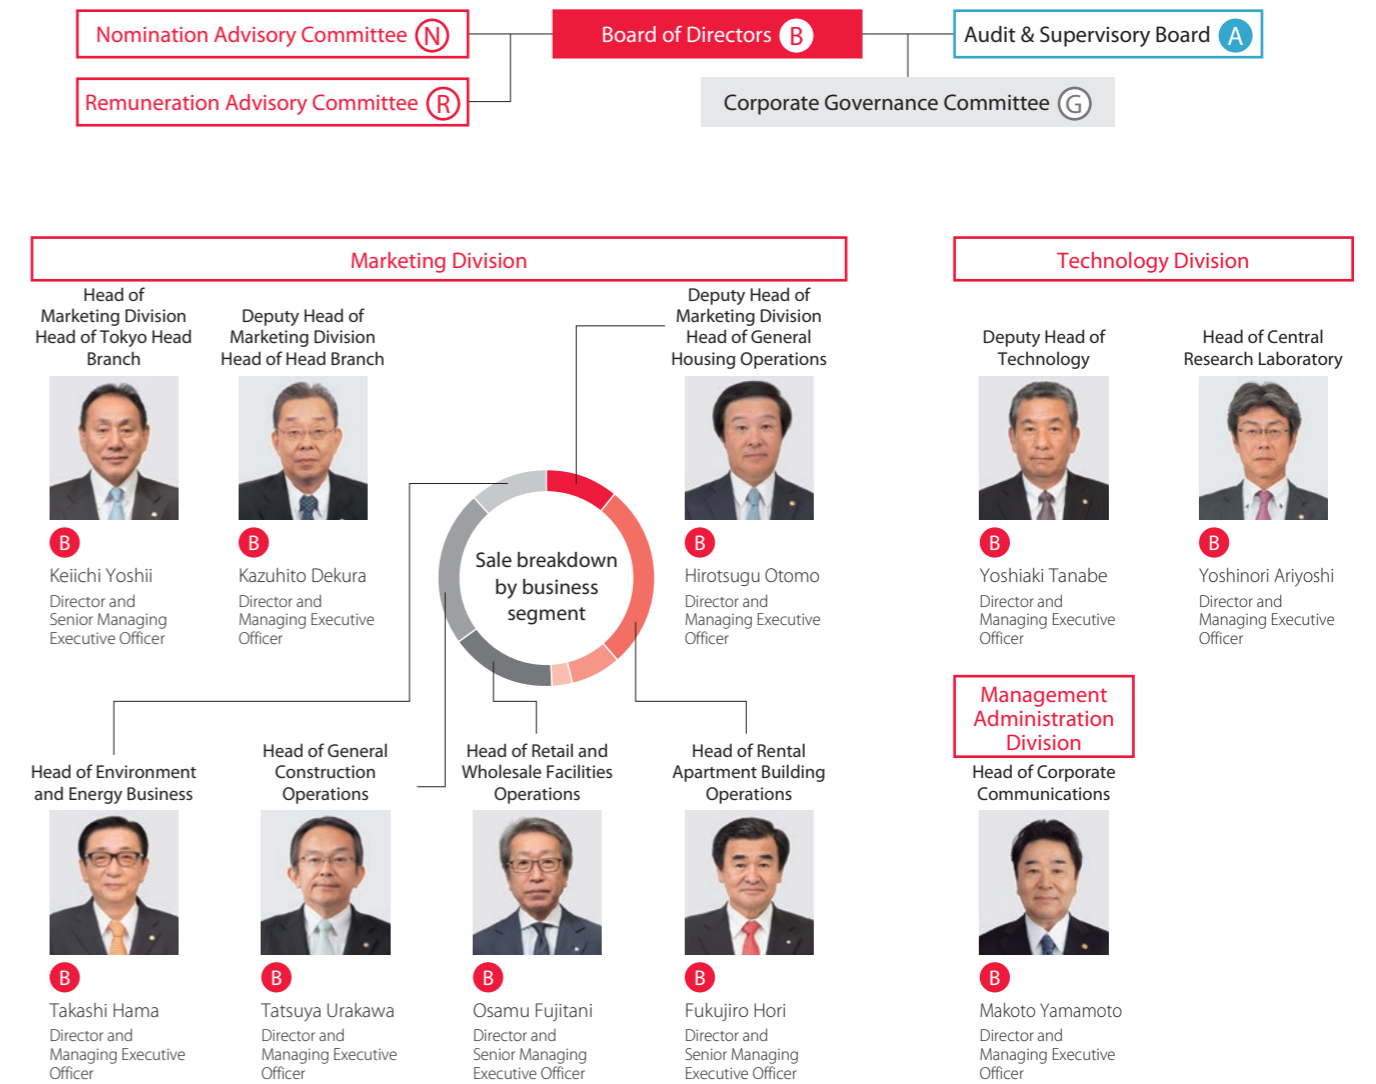 Nomination Advisory Committee N
Board of Directors B
Audit & Supervisory Board A
Remuneration Advisory Committee R
Corporate Governance Committee G
Marketing Division
Head of
Marketing Division
Head of Tokyo Head
Branch
B
Keiichi Yoshii
Director and
Senior Managing
Executive Officer
Deputy Head of
Marketing Division
Head of Head Branch
B
Kazuhito Dekura
Director and
Managing Executive
Officer
Sale breakdown
by business
segment
Deputy Head of
Marketing Division
Head of General
Housing Operations
B
Hirotsugu Otomo
Director and
Managing Executive
Officer
Head of Environment
and Energy Business
B
Takashi Hama
Director and
Managing Executive
Officer
Head of General
Construction
Operations
B
Tatsuya Urakawa
Director and
Managing Executive
Officer
Head of Retail and
Wholesale Facilities
Operations
B
Osamu Fujitani
Director and
Senior Managing
Executive Officer
Head of Rental
Apartment Building
Operations
B
Fukujiro Hori
Director and
Senior Managing
Executive Officer
Technology Division
Deputy Head of
Technology
B
Yoshiaki Tanabe
Director and
Managing Executive
Officer
Head of Central
Research Laboratory
B
Yoshinori Ariyoshi
Director and
Managing Executive
Officer
Management
Administration
Division
Head of Corporate
Communications
B
Makoto Yamamoto
Director and
Managing Executive
Officer